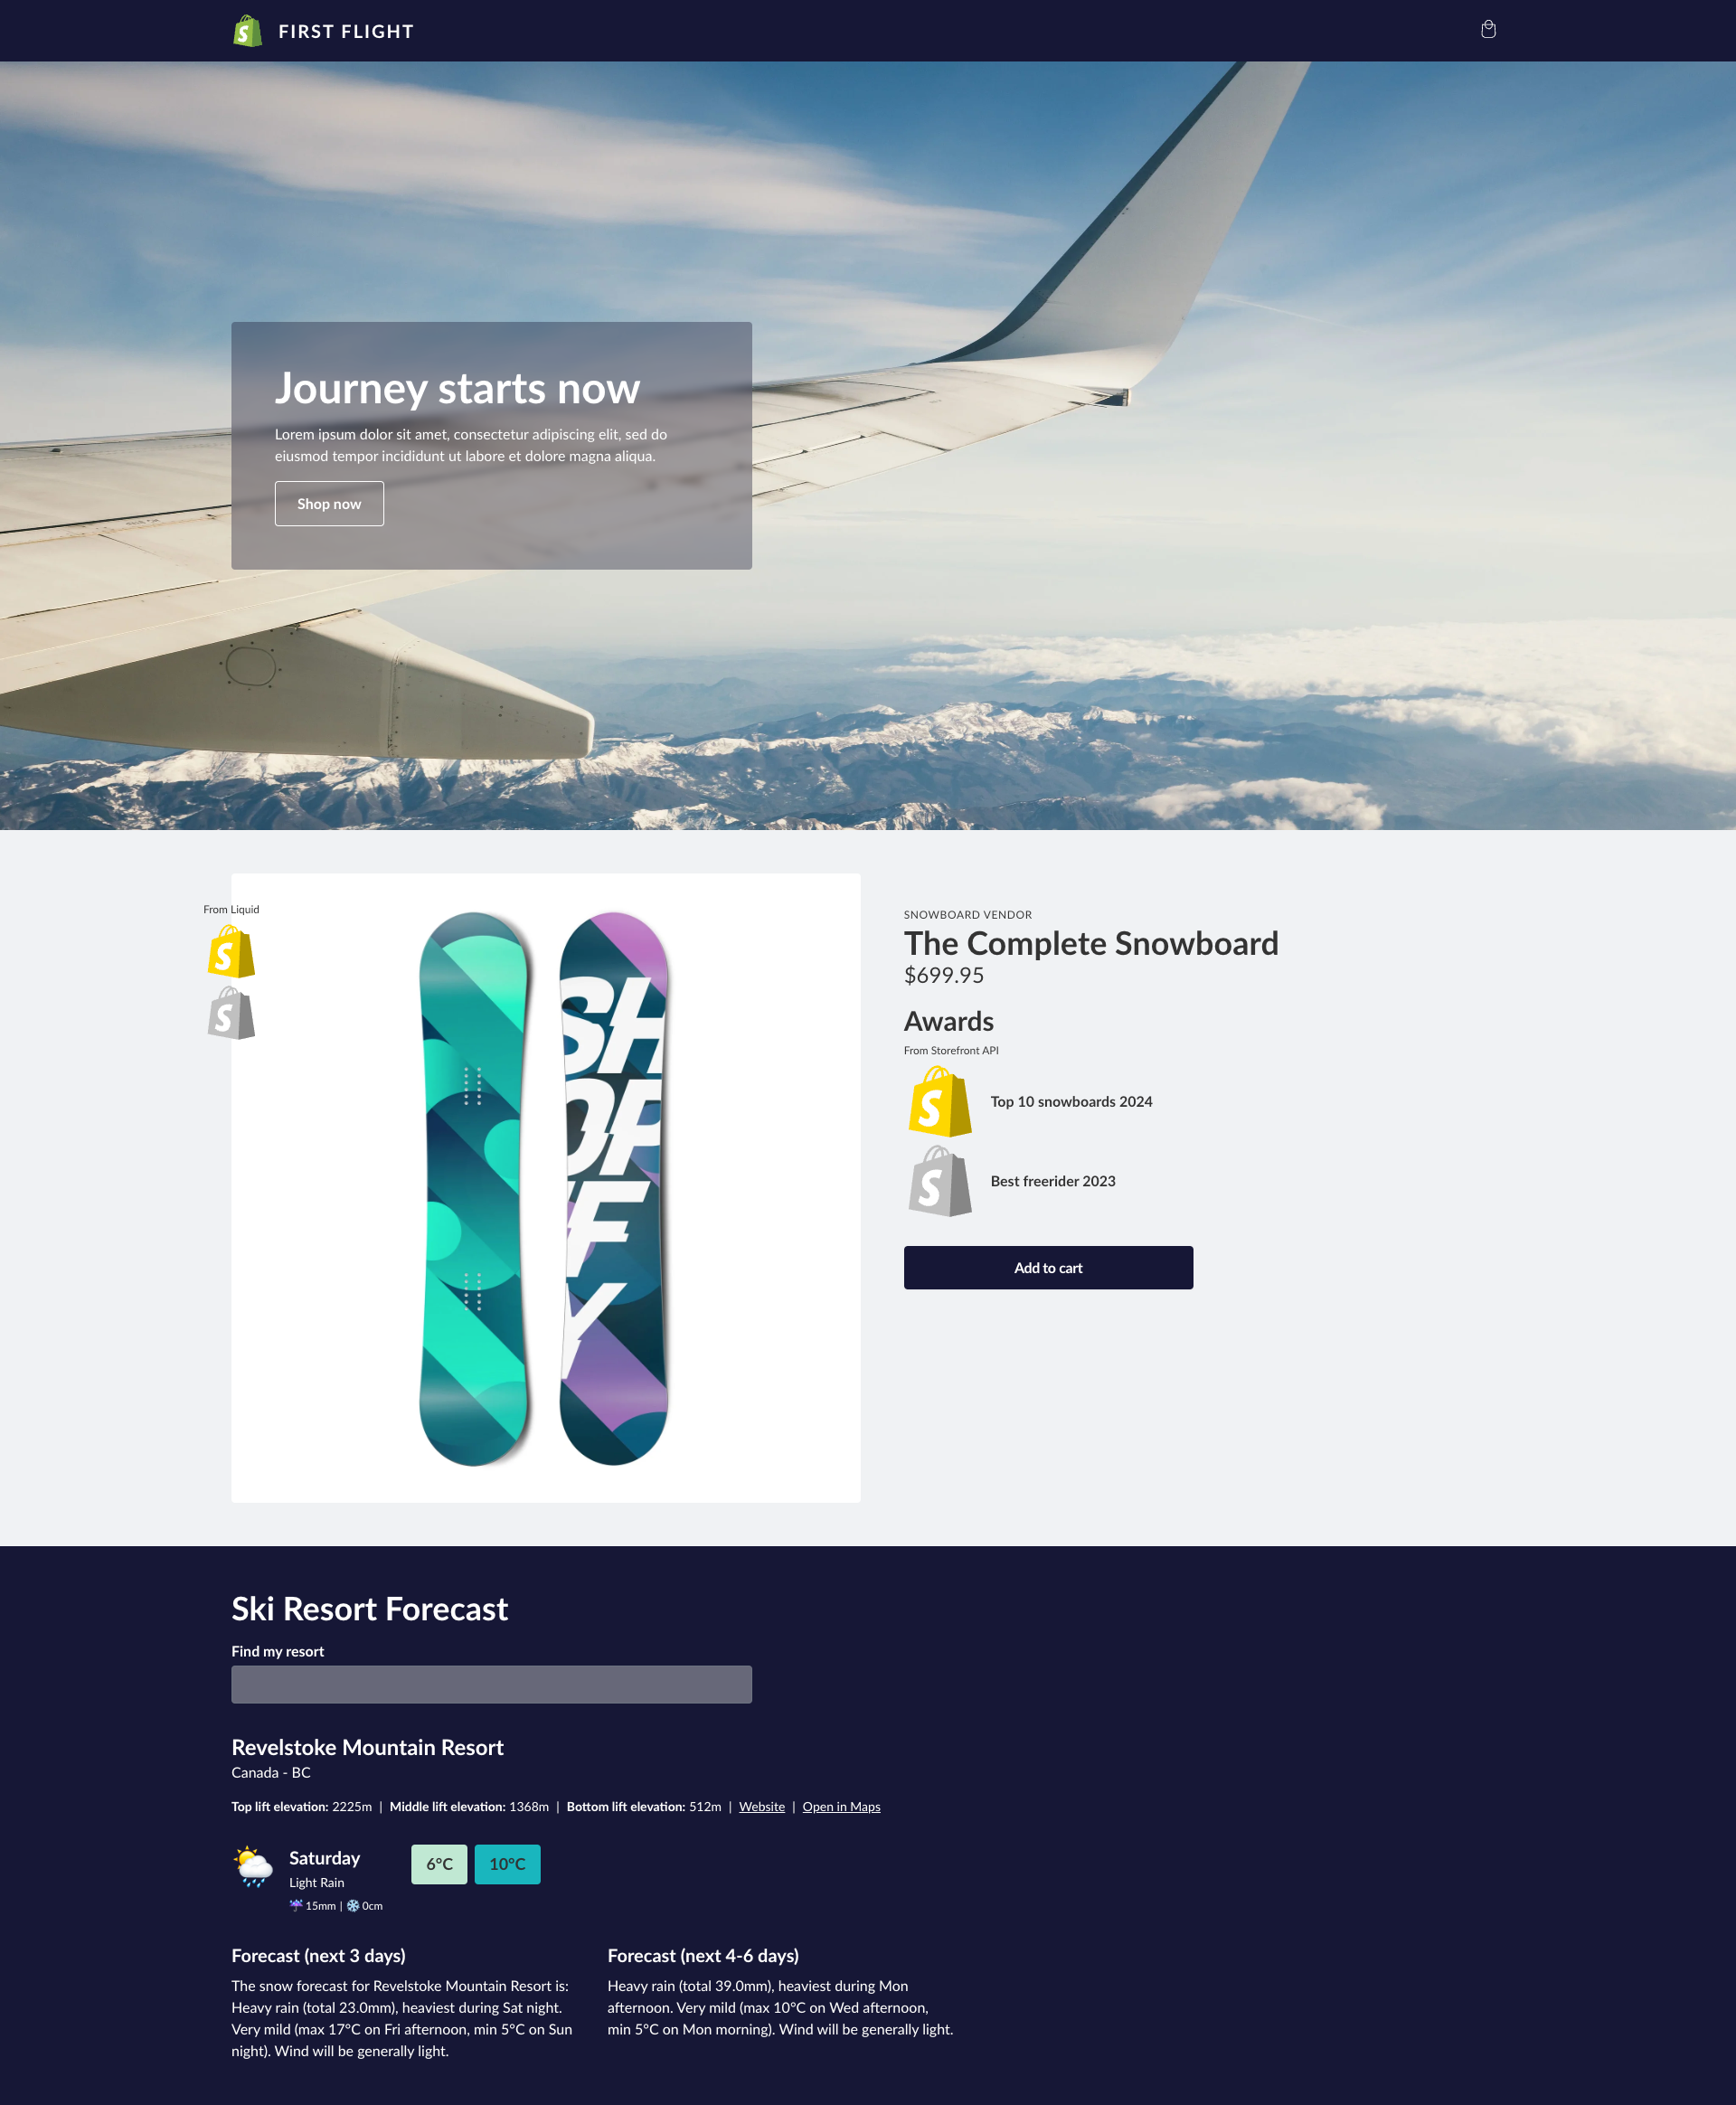 FIRST FLIGHT
Journey starts now
Lorem ipsum dolor sit amet, consectetur adipiscing elit, sed do
eiusmod tempor incididunt ut labore et dolore magna aliqua.
Shop now
From Liquid
S
S
SH
OP
IF
Y
SNOWBOARD VENDOR
The Complete Snowboard
$699.95
Awards
From Storefront API
S
Top 10 snowboards 2024
S
Best freerider 2023
Add to cart
Ski Resort Forecast
Find my resort
Revelstoke Mountain Resort
Canada - BC
Top lift elevation: 2225m | Middle lift elevation: 1368m | Bottom lift elevation: 512m | Website | Open in Maps
Saturday
6°C
10°C
Light Rain
☔ 15mm | ❄ 0cm
Forecast (next 3 days)
The snow forecast for Revelstoke Mountain Resort is:
Heavy rain (total 23.0mm), heaviest during Sat night.
Very mild (max 17°C on Fri afternoon, min 5°C on Sun
night). Wind will be generally light.
Forecast (next 4-6 days)
Heavy rain (total 39.0mm), heaviest during Mon
afternoon. Very mild (max 10°C on Wed afternoon,
min 5°C on Mon morning). Wind will be generally light.